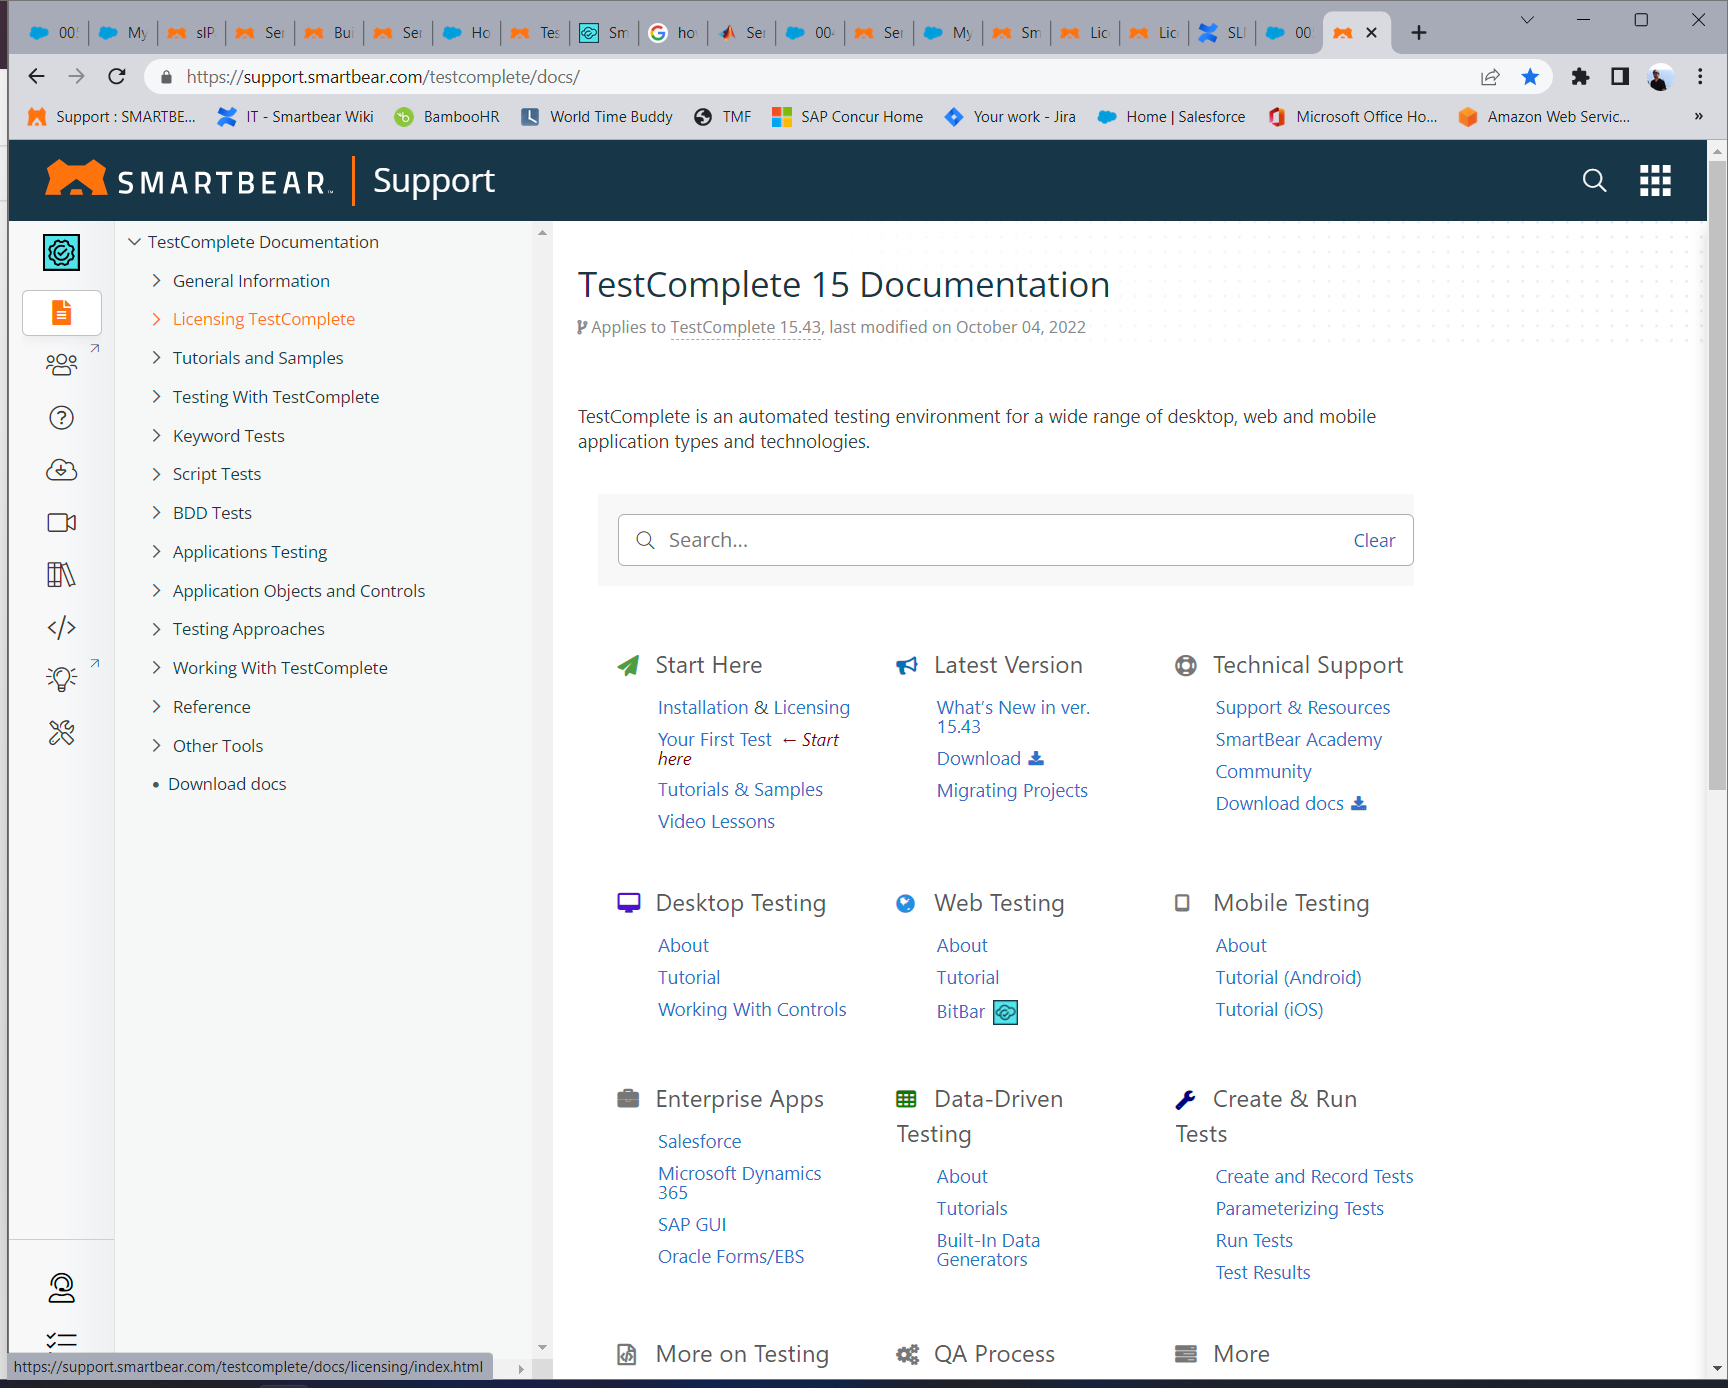 00
My
sIP
Ser
Bui
Ser
Ho
Tes
Sm
ho
Ser
00
Ser
My
Sm
Lic
Lic
SLI
00
https://support.smartbear.com/testcomplete/docs/
Support : SMARTBE...
IT - Smartbear Wiki
BambooHR
World Time Buddy
TMF
SAP Concur Home
Your work - Jira
Home | Salesforce
Microsoft Office Ho...
Amazon Web Servic...
»
SMARTBEAR
Support
TestComplete Documentation
General Information
Licensing TestComplete
Tutorials and Samples
Testing With TestComplete
Keyword Tests
Script Tests
BDD Tests
Applications Testing
Application Objects and Controls
Testing Approaches
Working With TestComplete
Reference
Other Tools
• Download docs
TestComplete 15 Documentation
Applies to TestComplete 15.43, last modified on October 04, 2022
TestComplete is an automated testing environment for a wide range of desktop, web and mobile
application types and technologies.
Search...
Clear
Start Here
Installation & Licensing
Your First Test ← Start
here
Tutorials & Samples
Video Lessons
Latest Version
What's New in ver.
15.43
Download
Migrating Projects
Technical Support
Support & Resources
SmartBear Academy
Community
Download docs
Desktop Testing
About
Tutorial
Working With Controls
Web Testing
About
Tutorial
BitBar
Mobile Testing
About
Tutorial (Android)
Tutorial (iOS)
Enterprise Apps
Salesforce
Microsoft Dynamics
365
SAP GUI
Oracle Forms/EBS
Data-Driven
Testing
About
Tutorials
Built-In Data
Generators
Create & Run
Tests
Create and Record Tests
Parameterizing Tests
Run Tests
Test Results
More on Testing
QA Process
More
https://support.smartbear.com/testcomplete/docs/licensing/index.html